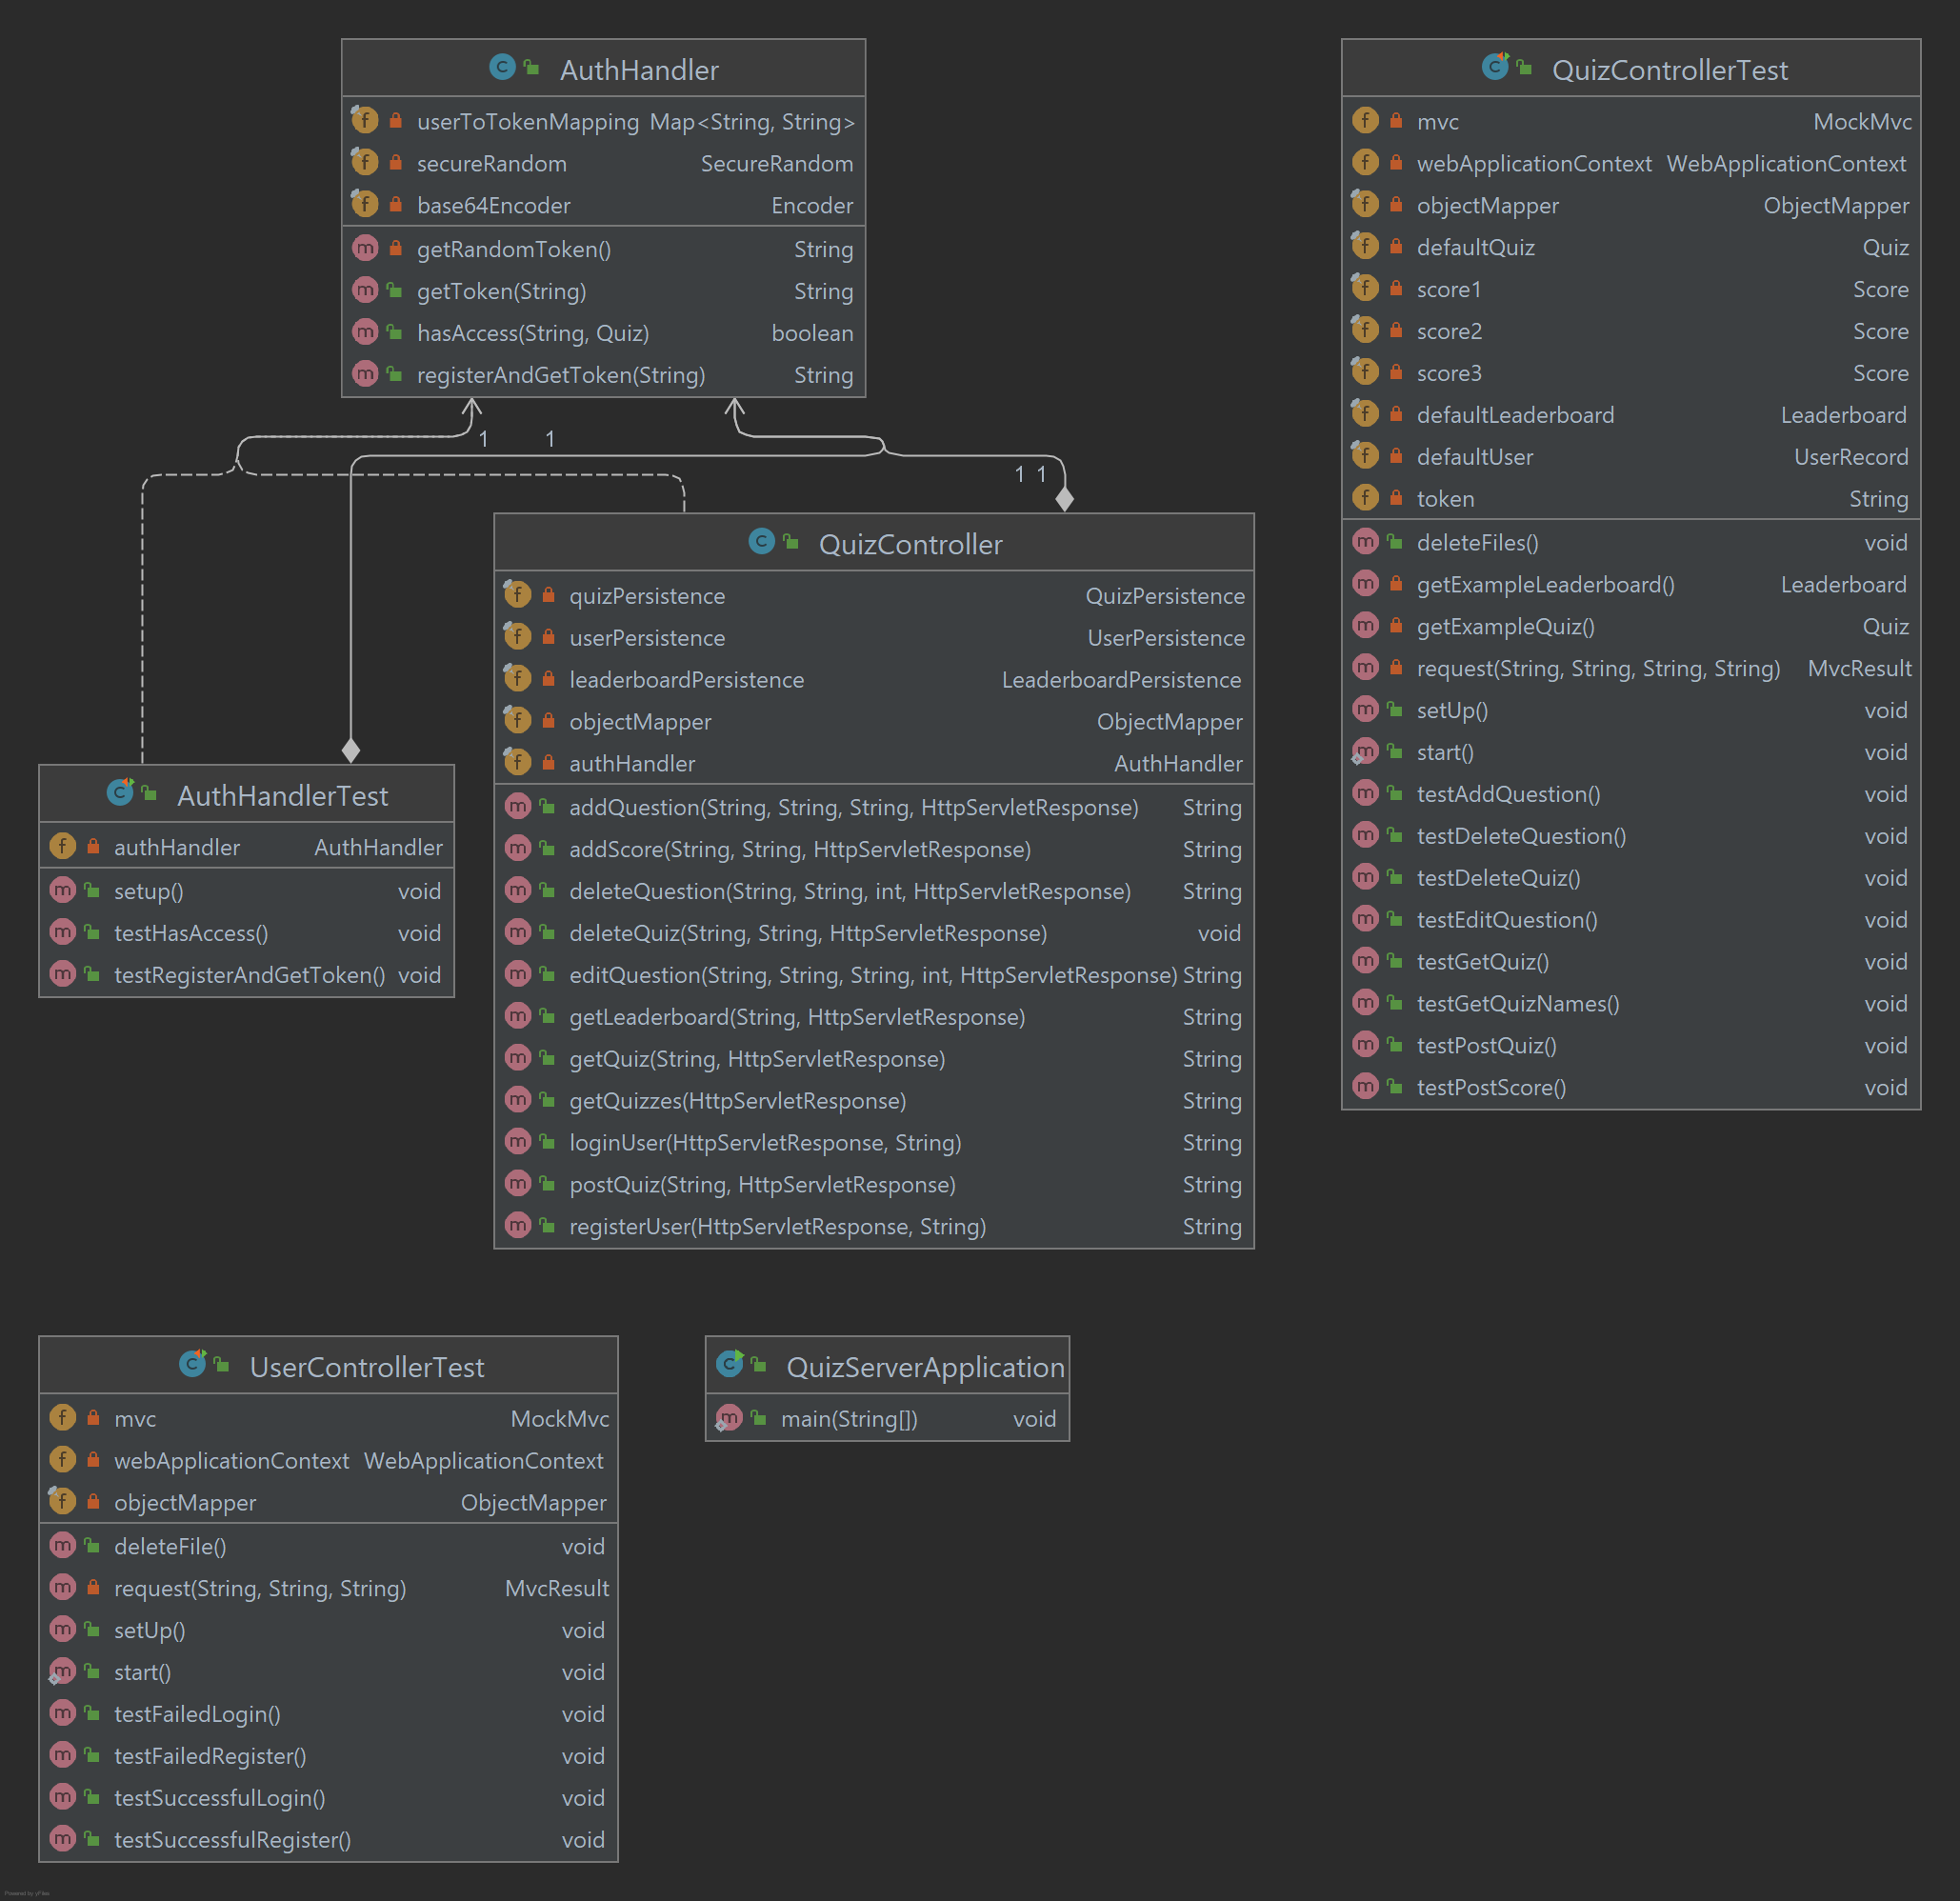 AuthHandler
userToTokenMapping Map<String, String>
secureRandom SecureRandom
base64Encoder Encoder
getRandomToken() String
getToken(String) String
hasAccess(String, Quiz) boolean
registerAndGetToken(String) String
1 1
1 1
QuizController
quizPersistence QuizPersistence
userPersistence UserPersistence
leaderboardPersistence LeaderboardPersistence
objectMapper ObjectMapper
authHandler AuthHandler
addQuestion(String, String, String, HttpServletResponse) String
addScore(String, String, HttpServletResponse) String
deleteQuestion(String, String, int, HttpServletResponse) String
deleteQuiz(String, String, HttpServletResponse) void
editQuestion(String, String, String, int, HttpServletResponse) String
getLeaderboard(String, HttpServletResponse) String
getQuiz(String, HttpServletResponse) String
getQuizzes(HttpServletResponse) String
loginUser(HttpServletResponse, String) String
postQuiz(String, HttpServletResponse) String
registerUser(HttpServletResponse, String) String
AuthHandlerTest
authHandler AuthHandler
setup() void
testHasAccess() void
testRegisterAndGetToken() void
QuizControllerTest
mvc MockMvc
webApplicationContext WebApplicationContext
objectMapper ObjectMapper
defaultQuiz Quiz
score1 Score
score2 Score
score3 Score
defaultLeaderboard Leaderboard
defaultUser UserRecord
token String
deleteFiles() void
getExampleLeaderboard() Leaderboard
getExampleQuiz() Quiz
request(String, String, String, String) MvcResult
setUp() void
start() void
testAddQuestion() void
testDeleteQuestion() void
testDeleteQuiz() void
testEditQuestion() void
testGetQuiz() void
testGetQuizNames() void
testPostQuiz() void
testPostScore() void
UserControllerTest
mvc MockMvc
webApplicationContext WebApplicationContext
objectMapper ObjectMapper
deleteFile() void
request(String, String, String) MvcResult
setUp() void
start() void
testFailedLogin() void
testFailedRegister() void
testSuccessfulLogin() void
testSuccessfulRegister() void
QuizServerApplication
main(String[]) void
Powered by yFiles